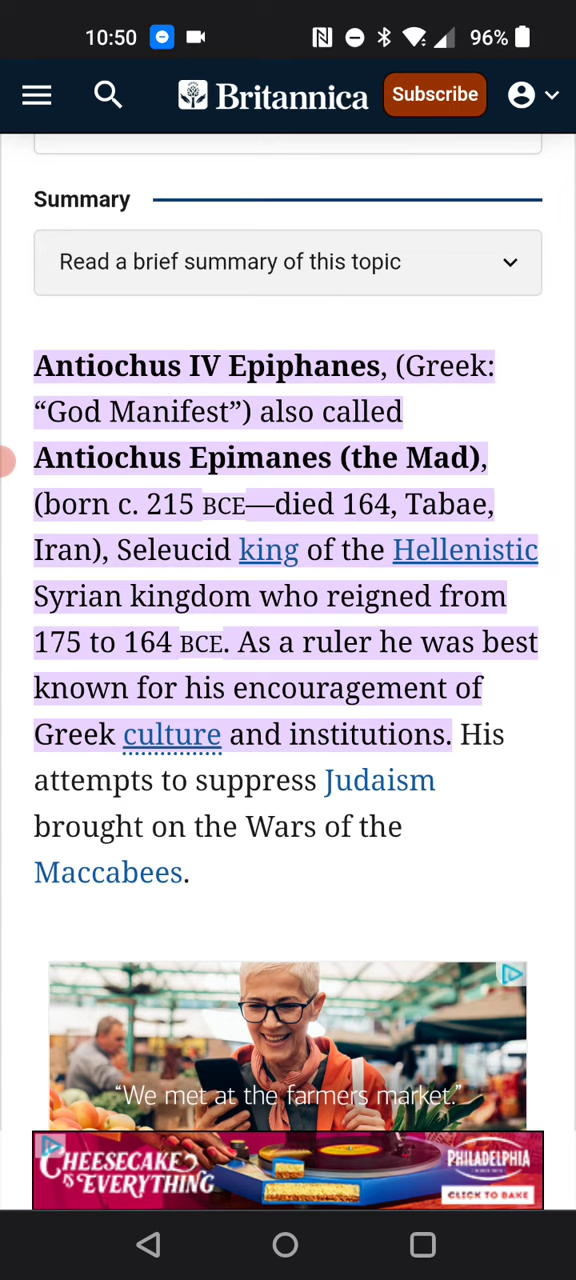 10:50 96%
Britannica Subscribe
Summary
Read a brief summary of this topic
Antiochus IV Epiphanes, (Greek:
“God Manifest”) also called
Antiochus Epimanes (the Mad),
(born c. 215 BCE—died 164, Tabae,
Iran), Seleucid king of the Hellenistic
Syrian kingdom who reigned from
175 to 164 BCE. As a ruler he was best
known for his encouragement of
Greek culture and institutions. His
attempts to suppress Judaism
brought on the Wars of the
Maccabees.
“We met at the farmers market.”
CHEESECAKE
IS EVERYTHING
PHILADELPHIA
CLICK TO BAKE